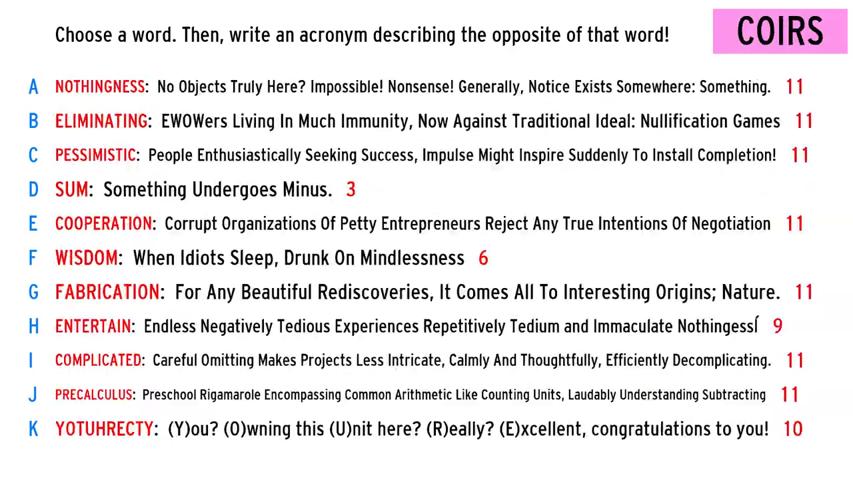 Choose a word. Then, write an acronym describing the opposite of that word!
COIRS
A NOTHINGNESS: No Objects Truly Here? Impossible! Nonsense! Generally, Notice Exists Somewhere: Something. 11
B ELIMINATING: EWOWers Living In Much Immunity, Now Against Traditional Ideal: Nullification Games 11
C PESSIMISTIC: People Enthusiastically Seeking Success, Impulse Might Inspire Suddenly To Install Completion! 11
D SUM: Something Undergoes Minus. 3
E COOPERATION: Corrupt Organizations Of Petty Entrepreneurs Reject Any True Intentions Of Negotiation 11
F WISDOM: When Idiots Sleep, Drunk On Mindlessness 6
G FABRICATION: For Any Beautiful Rediscoveries, It Comes All To Interesting Origins; Nature. 11
H ENTERTAIN: Endless Negatively Tedious Experiences Repetitively Tedium and Immaculate NothingessÍ 9
I COMPLICATED: Careful Omitting Makes Projects Less Intricate, Calmly And Thoughtfully, Efficiently Decomplicating. 11
J PRECALCULUS: Preschool Rigamarole Encompassing Common Arithmetic Like Counting Units, Laudably Understanding Subtracting 11
K YOTUHRECTY: (Y)ou? (O)wning this (U)nit here? (R)eally? (E)xcellent, congratulations to you! 10